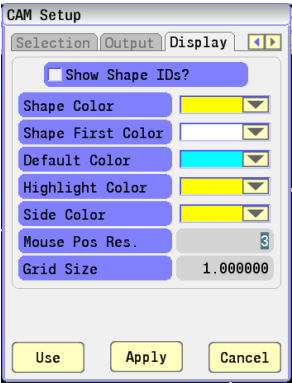 CAM Setup
Selection Output Display
Show Shape IDs?
Shape Color
Shape First Color
Default Color
Highlight Color
Side Color
Mouse Pos Res. 3
Grid Size 1.000000
Use Apply Cancel